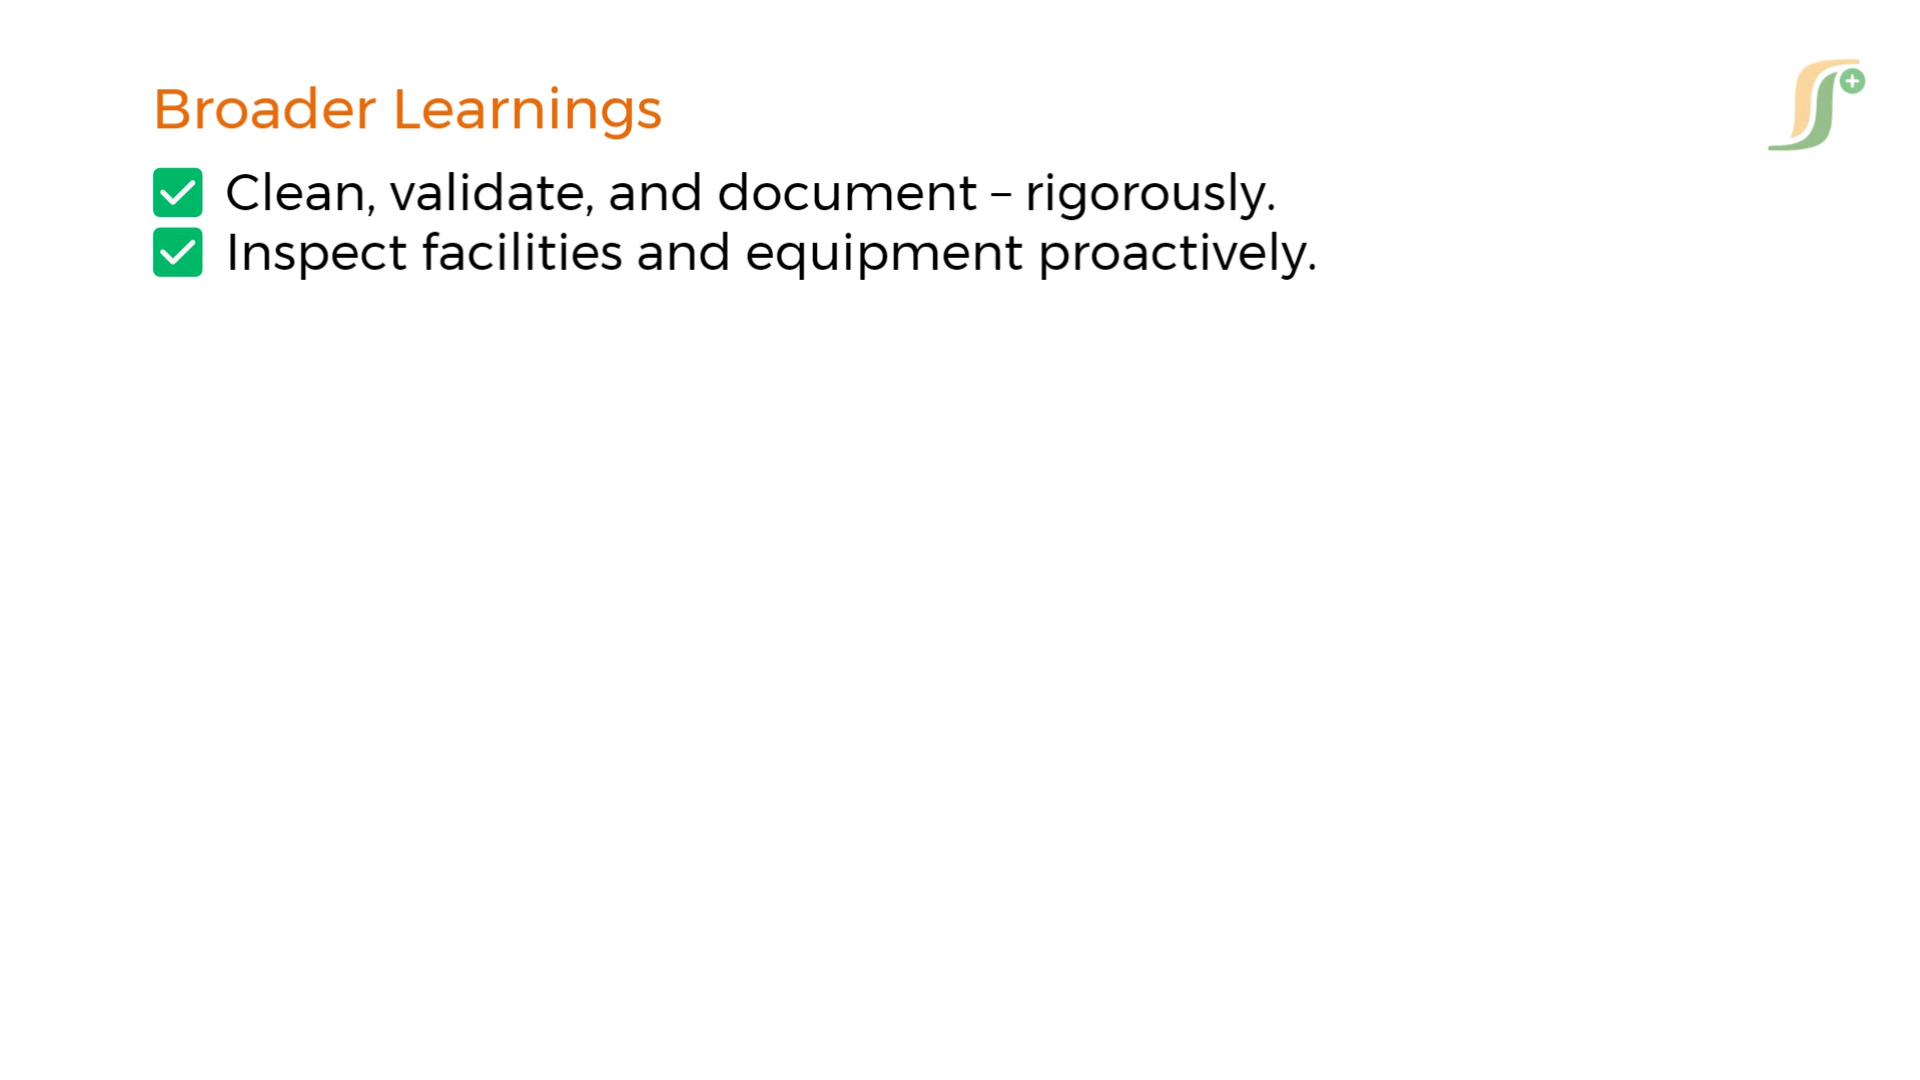 Broader Learnings
✅ Clean, validate, and document – rigorously.
✅ Inspect facilities and equipment proactively.